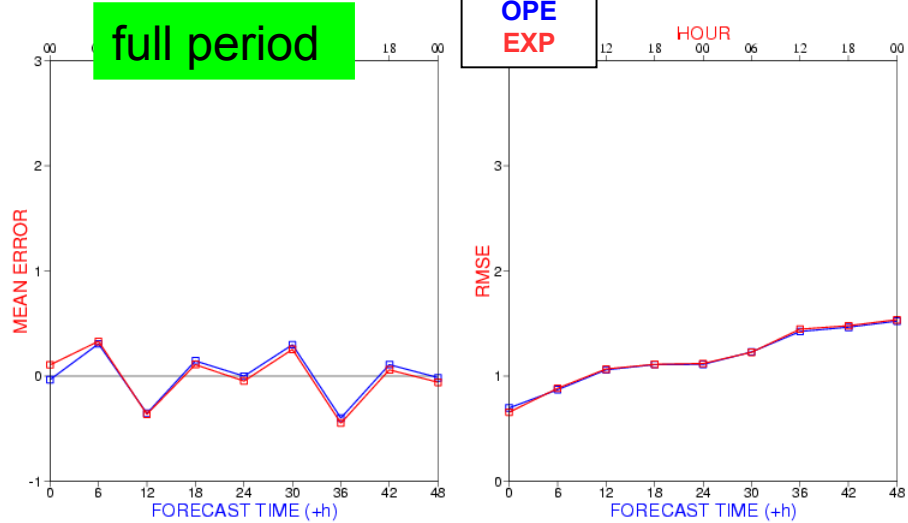 full period
OPE
EXP
HOUR
00 18 00
12 18 00 06 12 18 00
MEAN ERROR
3
2
1
0
-1
0 6 12 18 24 30 36 42 48
FORECAST TIME (+h)
RMSE
3
2
1
0
0 6 12 18 24 30 36 42 48
FORECAST TIME (+h)